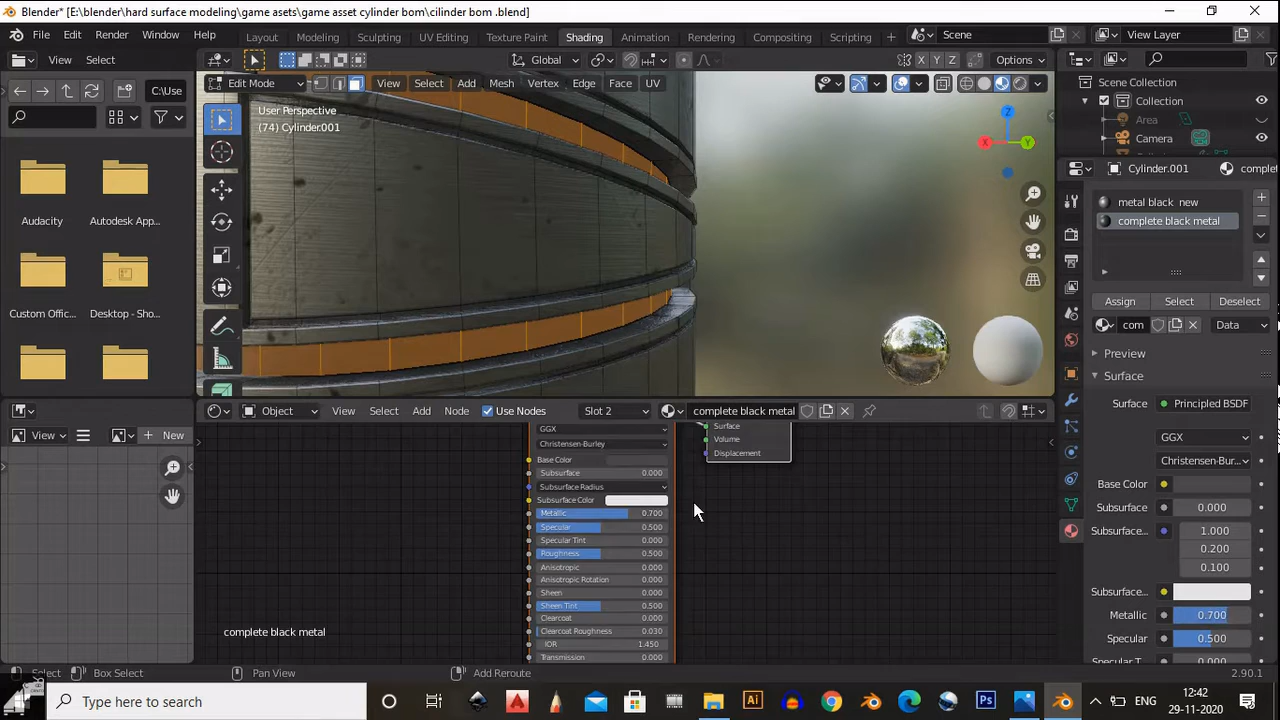 Blender* [E:\blender\hard surface modeling\game asets\game asset cylinder bom\cilinder bom .blend]
File Edit Render Window Help Layout Modeling Sculpting UV Editing Texture Paint Shading Animation Rendering Compositing Scripting + Scene View Layer
View Select Global X Y Z Options
C:\Use Edit Mode View Select Add Mesh Vertex Edge Face UV Scene Collection
User Perspective Collection
(74) Cylinder.001 Z Area
X Y Camera
Cylinder.001 comple
Audacity Autodesk App...
metal black new
complete black metal
Custom Offic... Desktop - Sho...
Assign Select Deselect
com Data
Preview
Surface
Surface Principled BSDF
View New Object View Select Add Node Use Nodes Slot 2 complete black metal
GGX Surface
Christensen-Burley Volume
Base Color Displacement
Subsurface 0.000
Subsurface Radius
Subsurface Color
Metallic 0.700
Specular 0.500
Specular Tint 0.000
Roughness 0.500
Anisotropic 0.000
Anisotropic Rotation 0.000
Sheen 0.000
Sheen Tint 0.500
Clearcoat 0.000
Clearcoat Roughness 0.030
IOR 1.450
Transmission 0.000
GGX
Christensen-Bur...
Base Color
Subsurface 0.000
Subsurface... 1.000
0.200
0.100
Subsurface...
Metallic 0.700
Specular 0.500
Specular T... 0.000
complete black metal
Select Box Select Pan View Add Reroute 2.90.1
Type here to search Ai Ps ENG 12:42
29-11-2020